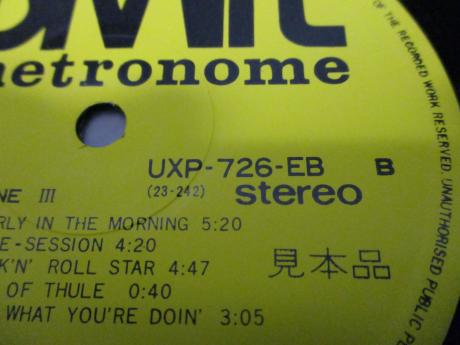 metronome
UXP-726-EB B
(23-242) stereo
NE III
RLY IN THE MORNING 5:20
E-SESSION 4:20
K'N' ROLL STAR 4:47
OF THULE 0:40
WHAT YOU'RE DOIN' 3:05
見本品
OF THE RECORDED WORK RESERVED. UNAUTHORISED PUBLIC PE